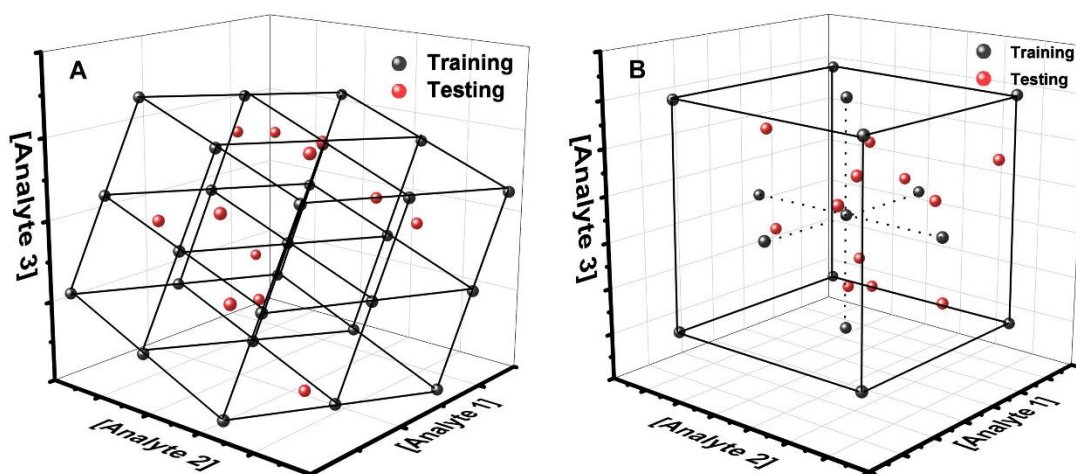 A
Training
Testing
[Analyte 3]
[Analyte 2]
[Analyte 1]
B
Training
Testing
[Analyte 3]
[Analyte 2]
[Analyte 1]